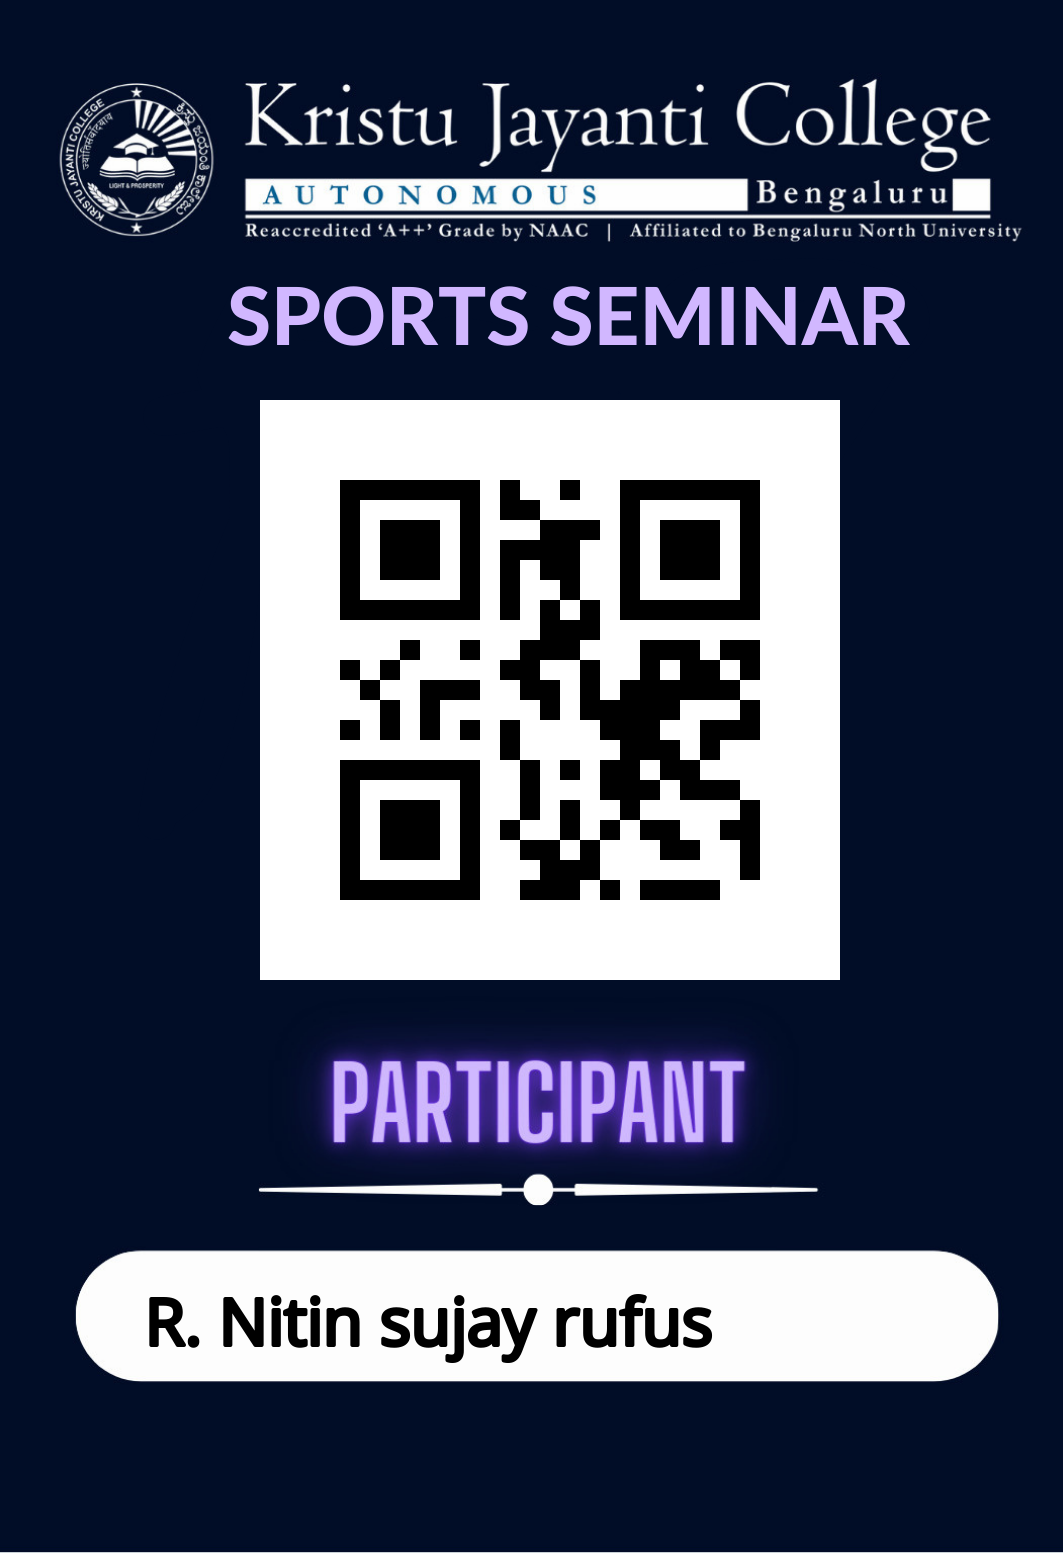 KRISTU JAYANTI COLLEGE
LIGHT & PROSPERITY
Kristu Jayanti College
AUTONOMOUS Bengaluru
Reaccredited ‘A++’ Grade by NAAC | Affiliated to Bengaluru North University
SPORTS SEMINAR
PARTICIPANT
R. Nitin sujay rufus